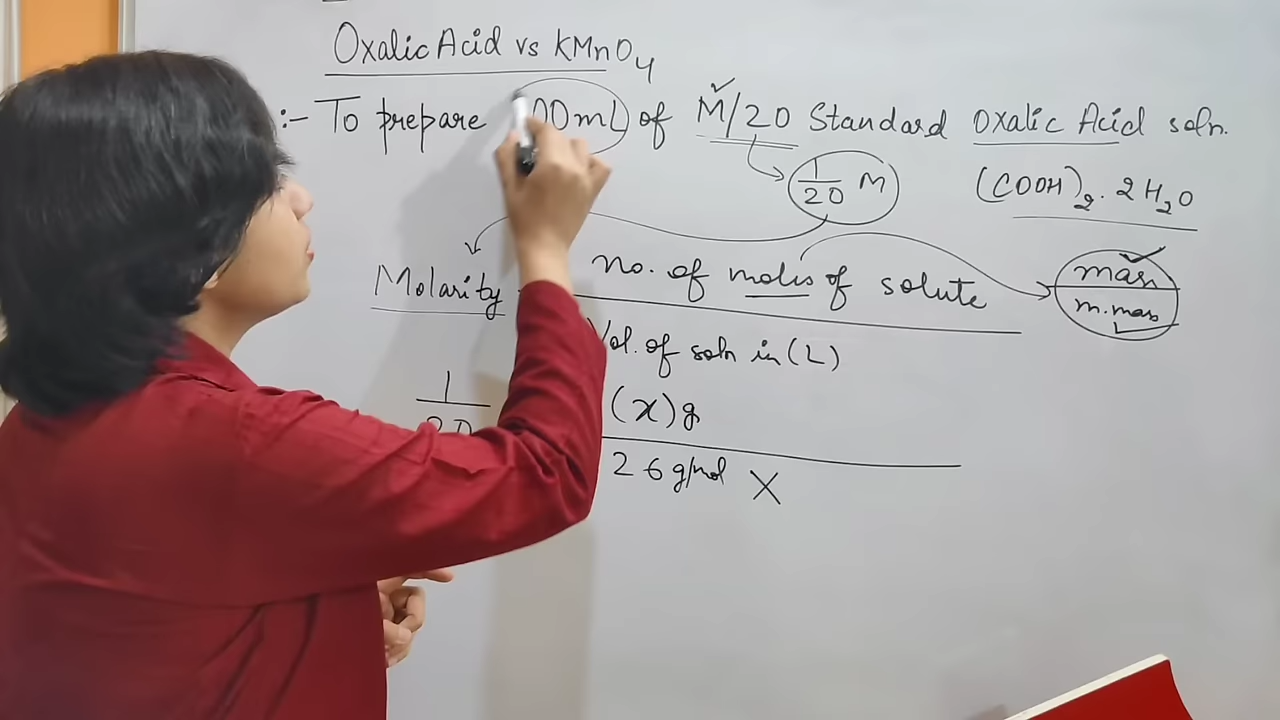 Oxalic Acid vs KMnO4
:- To prepare 00mL of M/20 Standard Oxalic Acid soln.
1/20 M
(COOH)2.2H2O
Molarity no. of moles of solute
mass
m.mass
Vol. of soln in (L)
1 (x)g
20
26 g/mol X